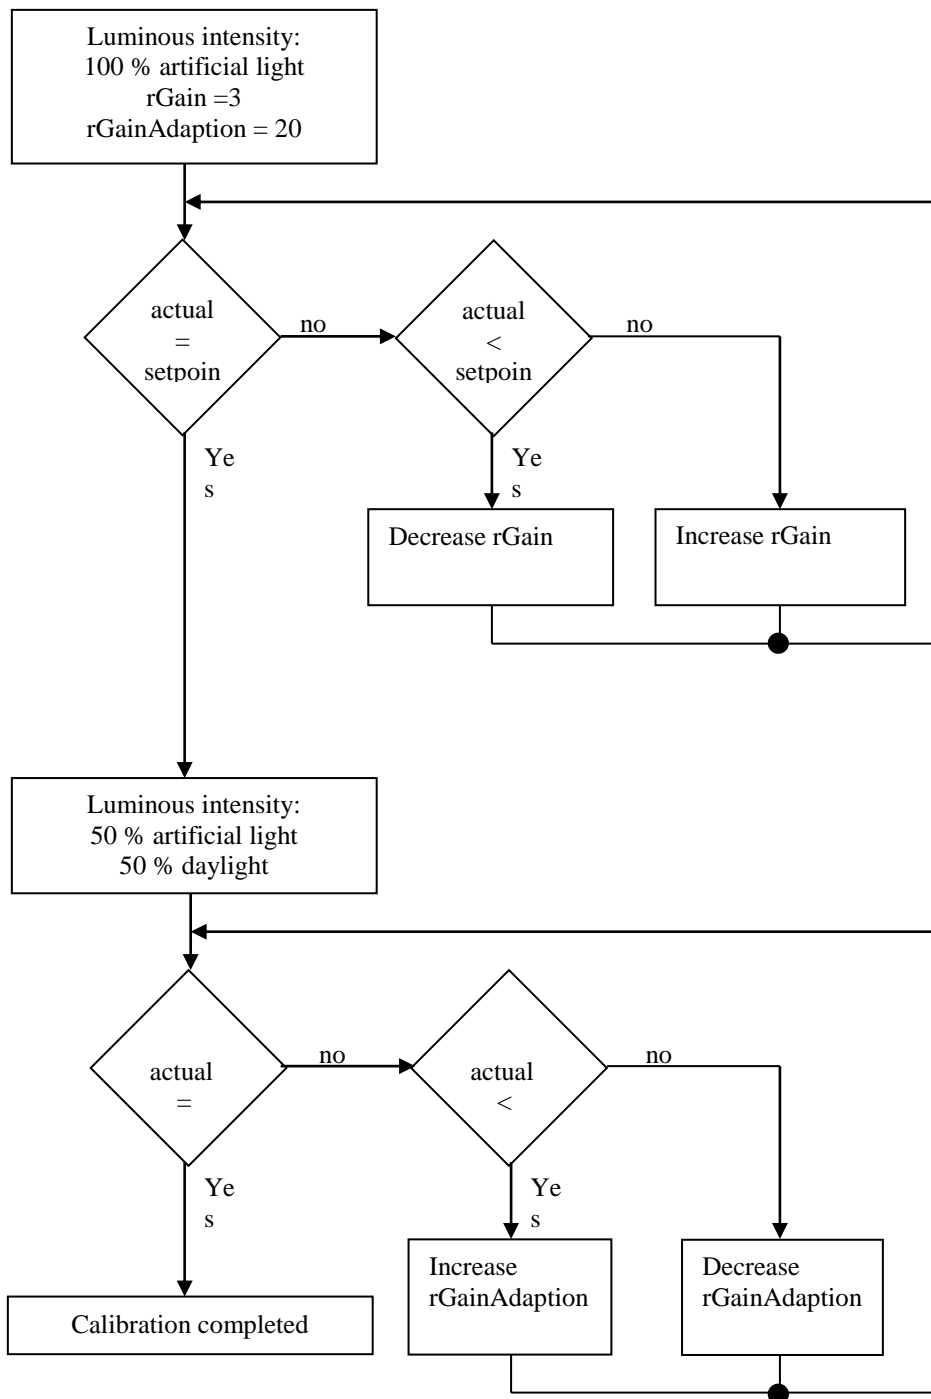 Luminous intensity:
100 % artificial light
rGain =3
rGainAdaption = 20
actual
=
setpoin
no
actual
<
setpoin
no
Ye
s
Ye
s
Decrease rGain
Increase rGain
Luminous intensity:
50 % artificial light
50 % daylight
actual
=
no
actual
<
no
Ye
s
Ye
s
Increase
rGainAdaption
Decrease
rGainAdaption
Calibration completed